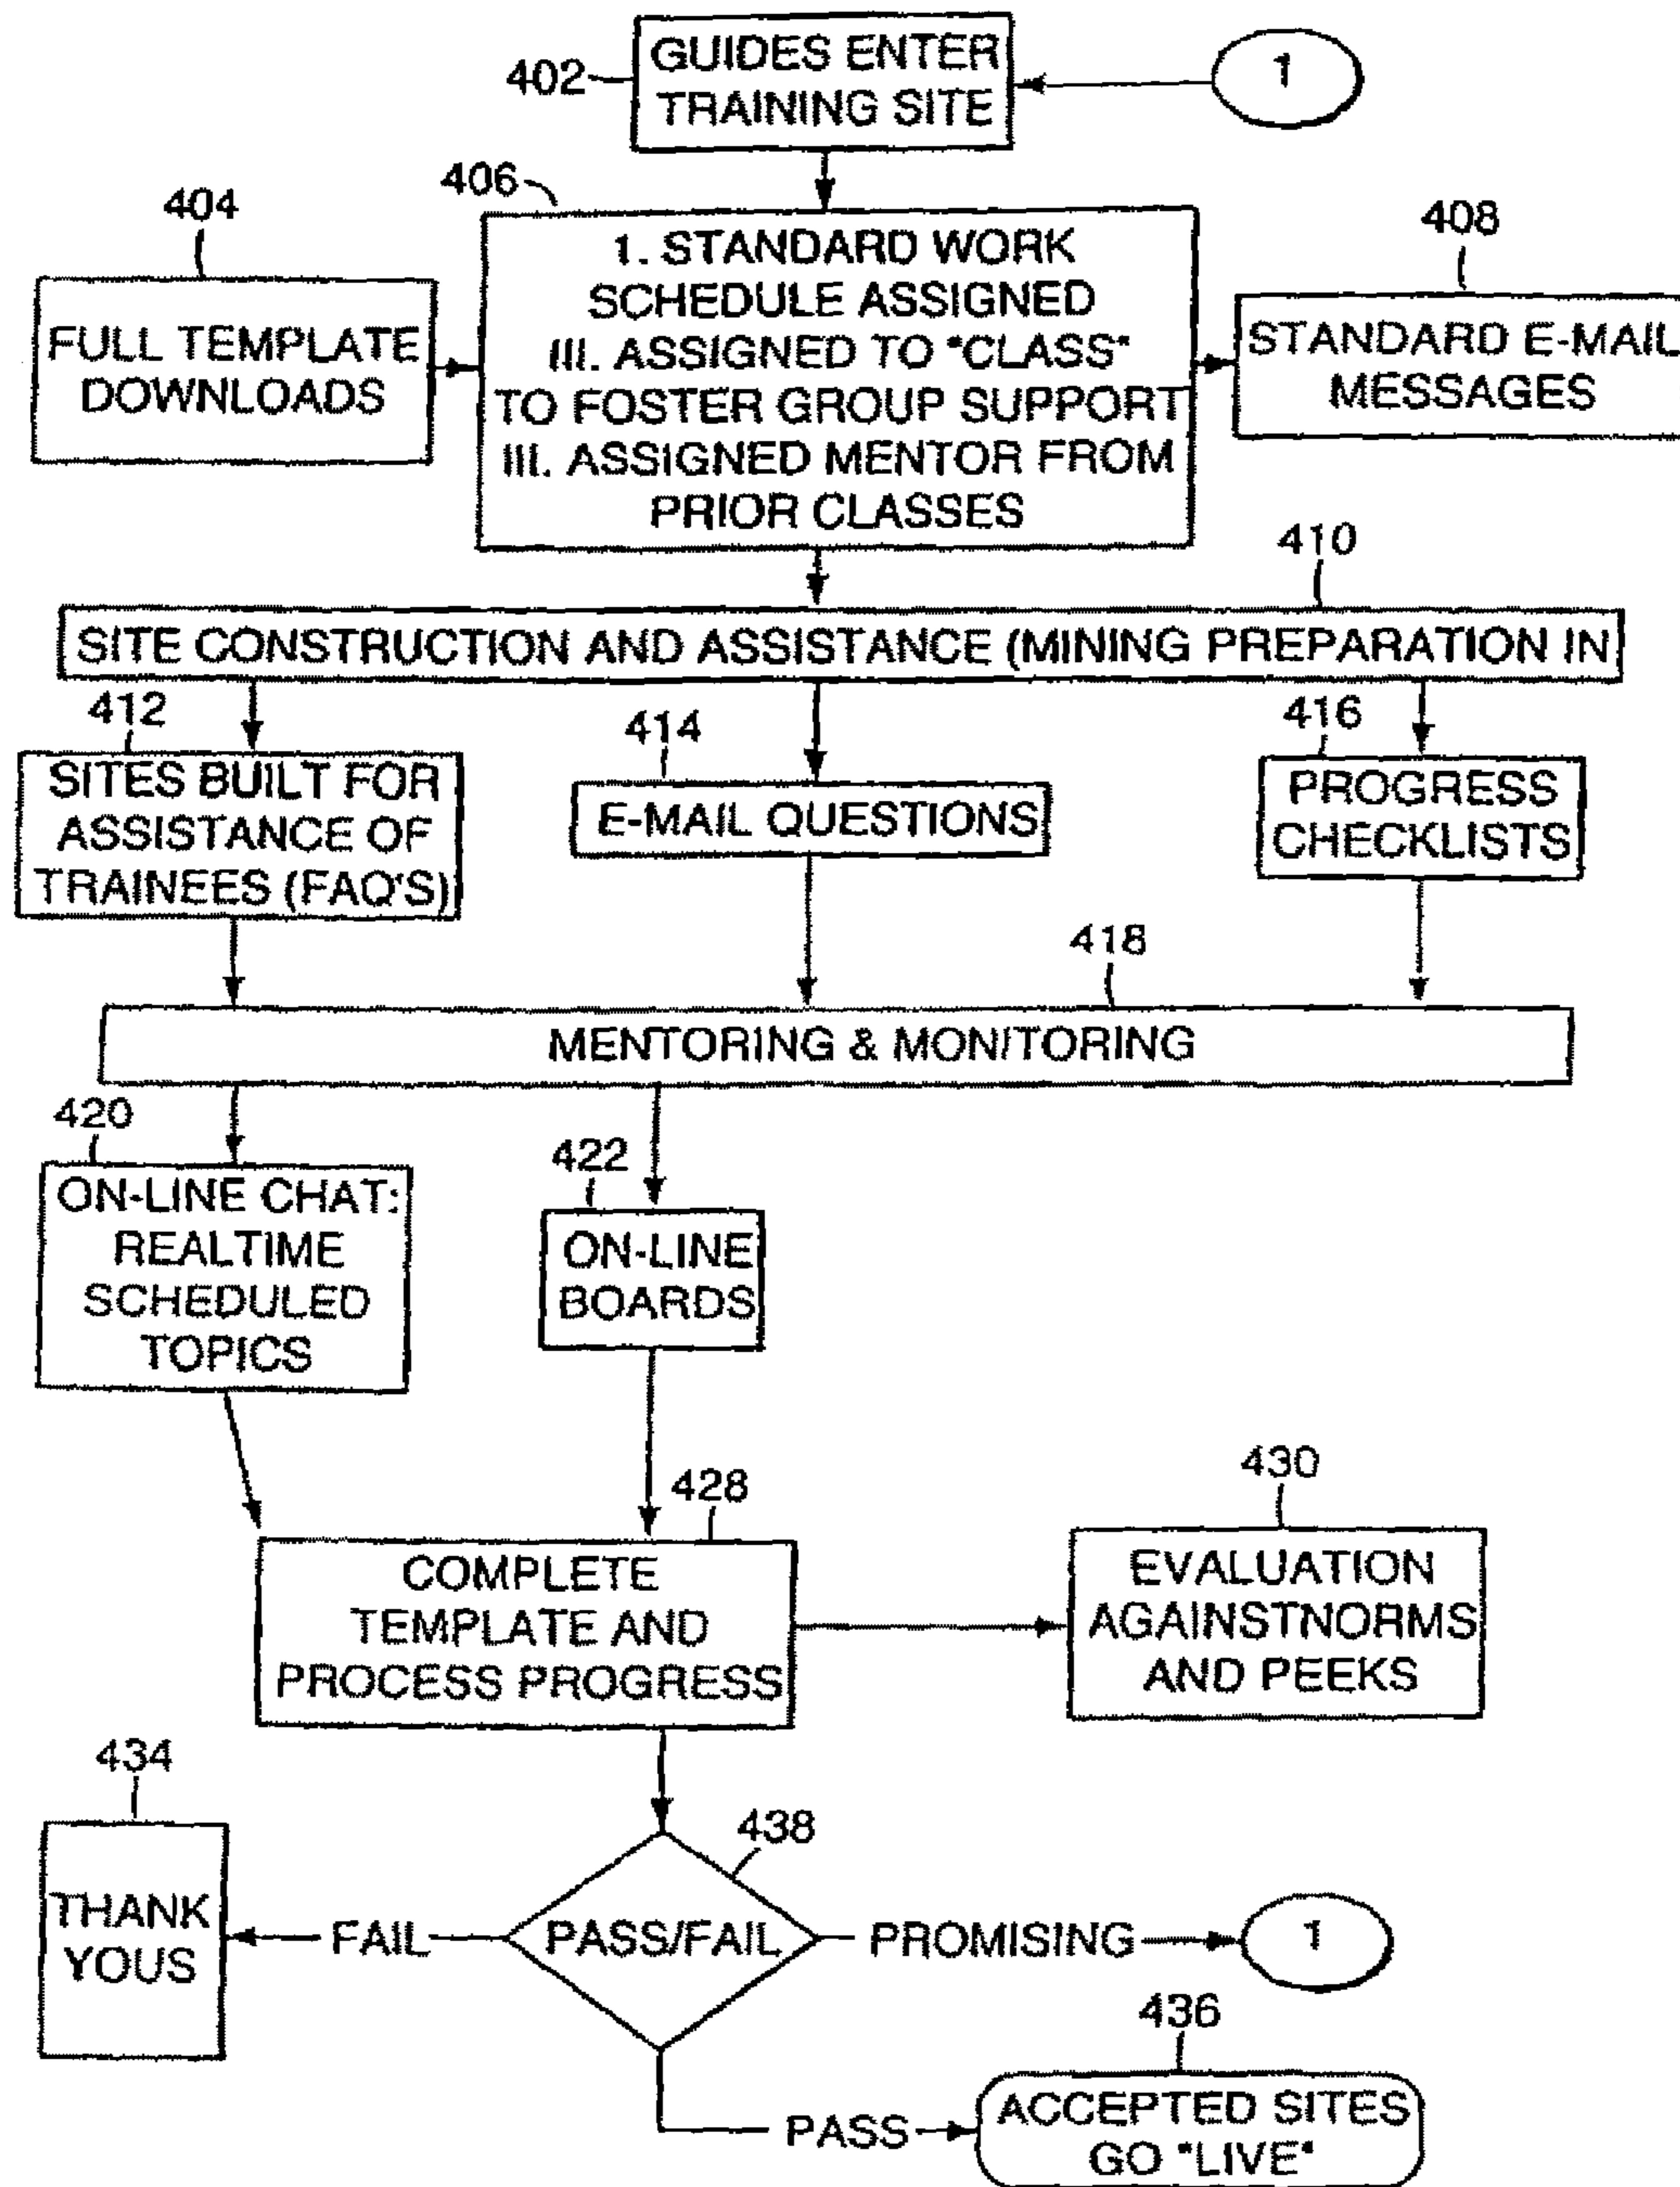 402
GUIDES ENTER
TRAINING SITE
1
404
FULL TEMPLATE
DOWNLOADS
406
1. STANDARD WORK
SCHEDULE ASSIGNED
III. ASSIGNED TO "CLASS"
TO FOSTER GROUP SUPPORT
III. ASSIGNED MENTOR FROM
PRIOR CLASSES
408
STANDARD E-MAIL
MESSAGES
410
SITE CONSTRUCTION AND ASSISTANCE (MINING PREPARATION IN
412
SITES BUILT FOR
ASSISTANCE OF
TRAINEES (FAQ'S)
414
E-MAIL QUESTIONS
416
PROGRESS
CHECKLISTS
418
MENTORING & MONITORING
420
ON-LINE CHAT:
REALTIME
SCHEDULED
TOPICS
422
ON-LINE
BOARDS
428
COMPLETE
TEMPLATE AND
PROCESS PROGRESS
430
EVALUATION
AGAINSTNORMS
AND PEEKS
434
THANK
YOUS
FAIL
438
PASS/FAIL
PROMISING
1
PASS
436
ACCEPTED SITES
GO "LIVE"